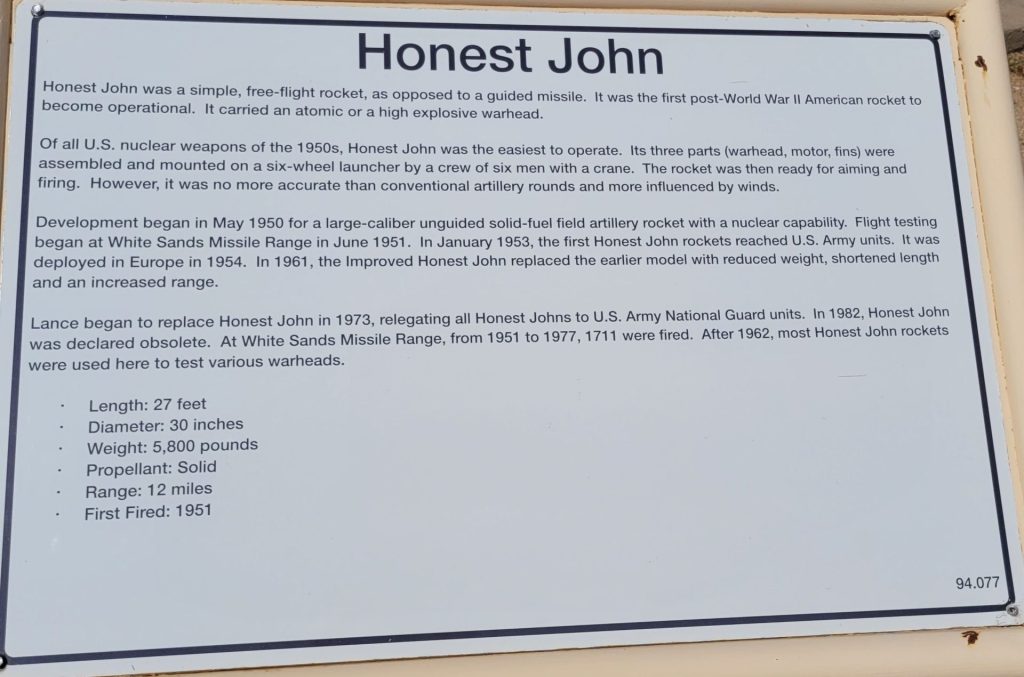 Honest John
Honest John was a simple, free-flight rocket, as opposed to a guided missile. It was the first post-World War II American rocket to
become operational. It carried an atomic or a high explosive warhead.
Of all U.S. nuclear weapons of the 1950s, Honest John was the easiest to operate. Its three parts (warhead, motor, fins) were
assembled and mounted on a six-wheel launcher by a crew of six men with a crane. The rocket was then ready for aiming and
firing. However, it was no more accurate than conventional artillery rounds and more influenced by winds.
Development began in May 1950 for a large-caliber unguided solid-fuel field artillery rocket with a nuclear capability. Flight testing
began at White Sands Missile Range in June 1951. In January 1953, the first Honest John rockets reached U.S. Army units. It was
deployed in Europe in 1954. In 1961, the Improved Honest John replaced the earlier model with reduced weight, shortened length
and an increased range.
Lance began to replace Honest John in 1973, relegating all Honest Johns to U.S. Army National Guard units. In 1982, Honest John
was declared obsolete. At White Sands Missile Range, from 1951 to 1977, 1711 were fired. After 1962, most Honest John rockets
were used here to test various warheads.
· Length: 27 feet
· Diameter: 30 inches
· Weight: 5,800 pounds
· Propellant: Solid
· Range: 12 miles
· First Fired: 1951
94.077